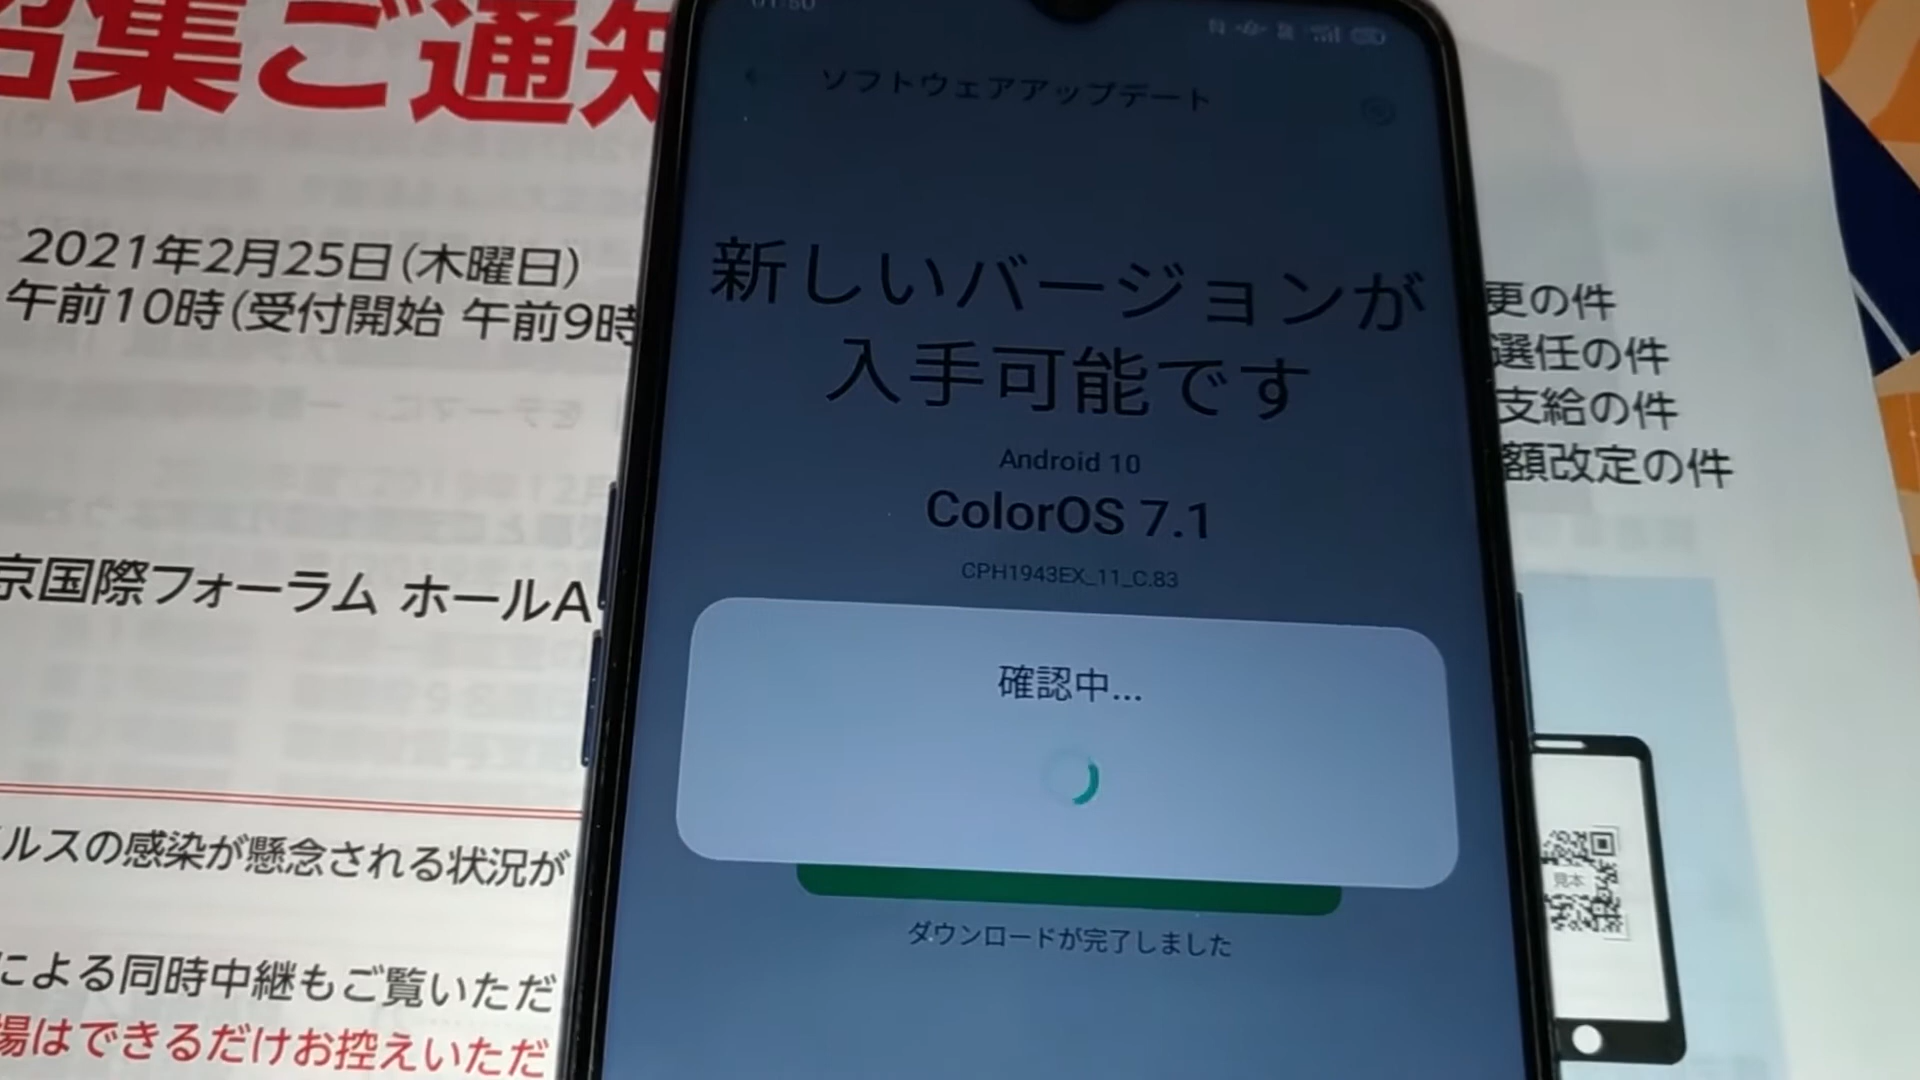 集ご通知
2021年2月25日(木曜日)
午前10時(受付開始 午前9時
京国際フォーラム ホールA
ルスの感染が懸念される状況が
による同時中継もご覧いただ
場はできるだけお控えいただ
01:50
ソフトウェアアップデート
新しいバージョンが
入手可能です
Android 10
ColorOS 7.1
CPH1943EX_11_C.83
確認中...
ダウンロードが完了しました
更の件
選任の件
支給の件
額改定の件
見本